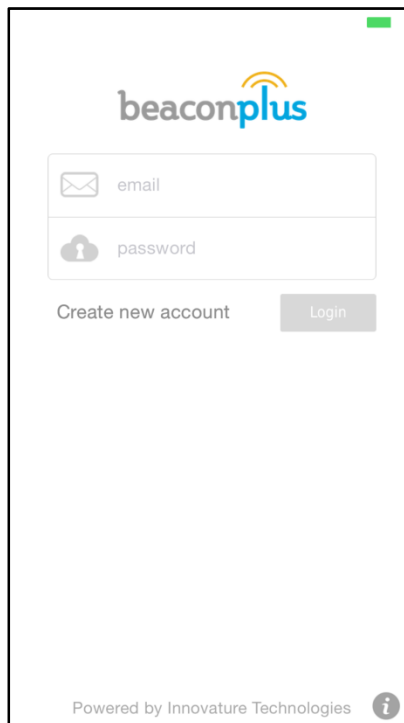 beaconplus
email
password
Create new account
Login
Powered by Innovature Technologies
i